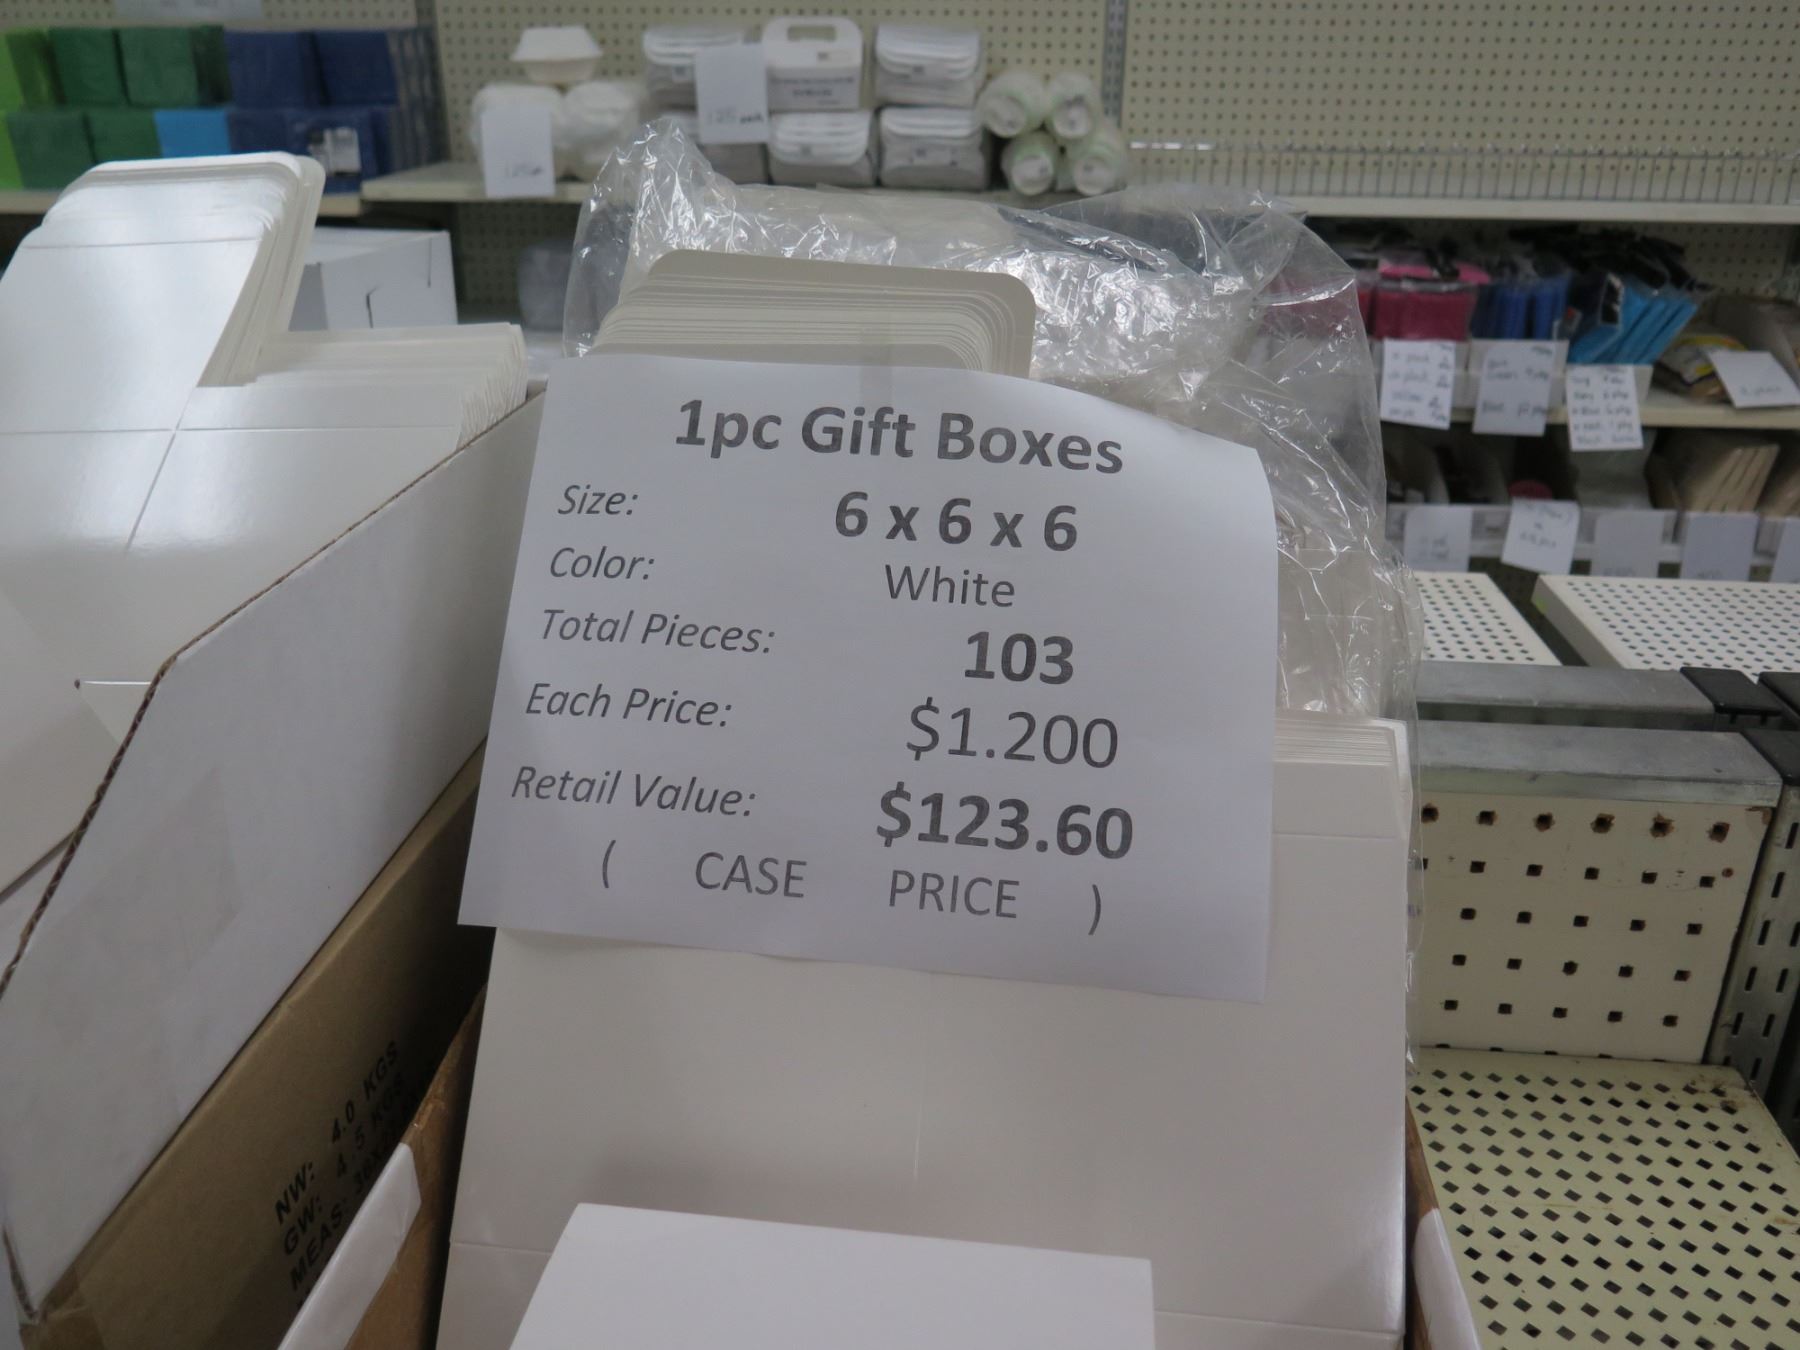 1pc Gift Boxes
Size: 6 x 6 x 6
Color: White
Total Pieces: 103
Each Price: $1.200
Retail Value: $123.60
( CASE PRICE )
NW: 4.0 KGS
GW: 4.5 KGS
MEAS: